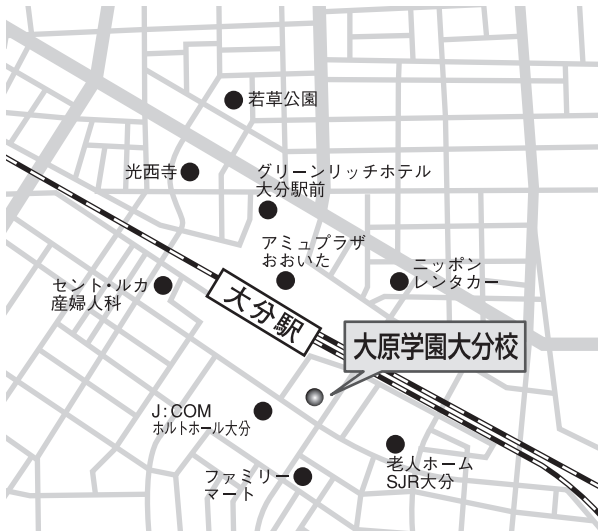 若草公園
光西寺
グリーンリッチホテル
大分駅前
アミュプラザ
おおいた
ニッポン
レンタカー
セント・ルカ
産婦人科
大分駅
大原学園大分校
J:COM
ホルトホール大分
老人ホーム
SJR大分
ファミリー
マート